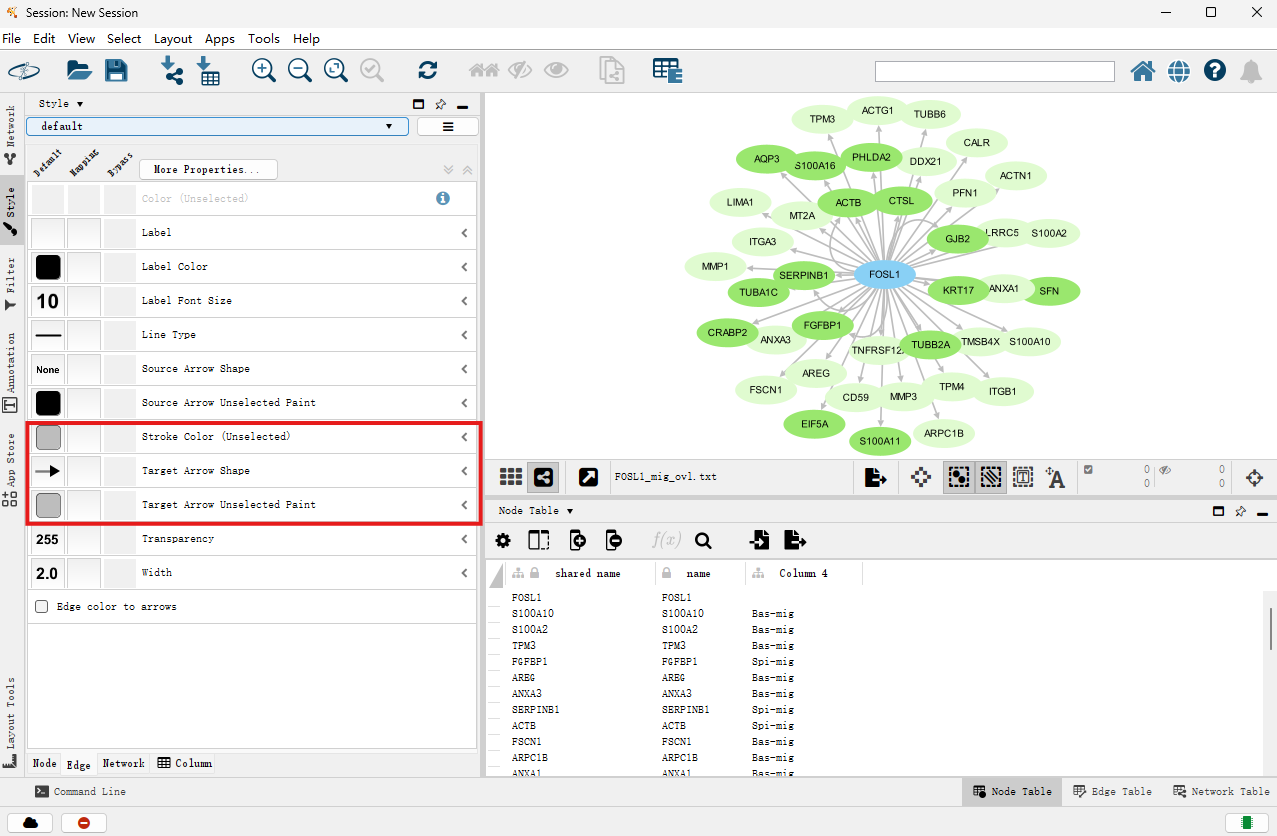 Session: New Session
File Edit View Select Layout Apps Tools Help
Style
default
Default
Mapping
Bypass
More Properties...
Color (Unselected)
Label
Label Color
10 Label Font Size
Line Type
None Source Arrow Shape
Source Arrow Unselected Paint
Stroke Color (Unselected)
Target Arrow Shape
Target Arrow Unselected Paint
255 Transparency
2.0 Width
Edge color to arrows
Node Edge Network Column
Network
Style
Filter
Annotation
App Store
Layout Tools
ACTG1
TPM3
TUBB6
CALR
AQP3
S100A16
PHLDA2
DDX21
ACTN1
LIMA1
MT2A
ACTB
CTSL
PFN1
ITGA3
GJB2
LRRC5
S100A2
MMP1
SERPINB1
FOSL1
TUBA1C
KRT17
ANXA1
SFN
CRABP2
ANXA3
FGFBP1
TNFRSF12
TUBB2A
TMSB4X
S100A10
FSCN1
AREG
CD59
MMP3
TPM4
ITGB1
EIF5A
S100A11
ARPC1B
FOSL1_mig_ovl.txt
A
0 0
0 0
Node Table
f(x)
shared name name Column 4
FOSL1 FOSL1
S100A10 S100A10 Bas-mig
S100A2 S100A2 Bas-mig
TPM3 TPM3 Bas-mig
FGFBP1 FGFBP1 Spi-mig
AREG AREG Bas-mig
ANXA3 ANXA3 Bas-mig
SERPINB1 SERPINB1 Spi-mig
ACTB ACTB Spi-mig
FSCN1 FSCN1 Bas-mig
ARPC1B ARPC1B Bas-mig
ANXA1 ANXA1 Bas-mig
Command Line
Node Table Edge Table Network Table